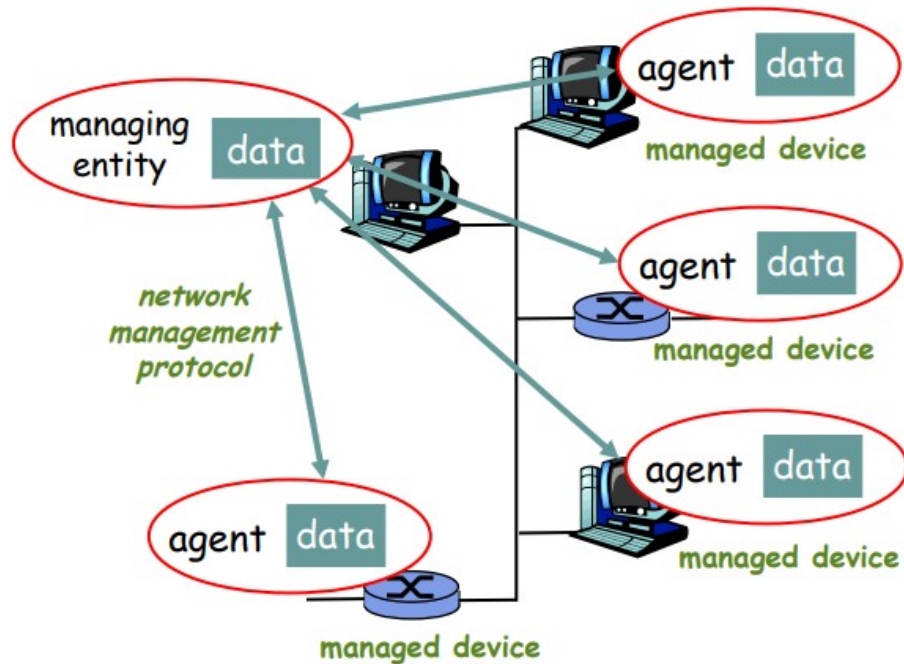 agent data
managed device
managing
entity
data
agent data
managed device
network
management
protocol
agent data
managed device
agent data
managed device